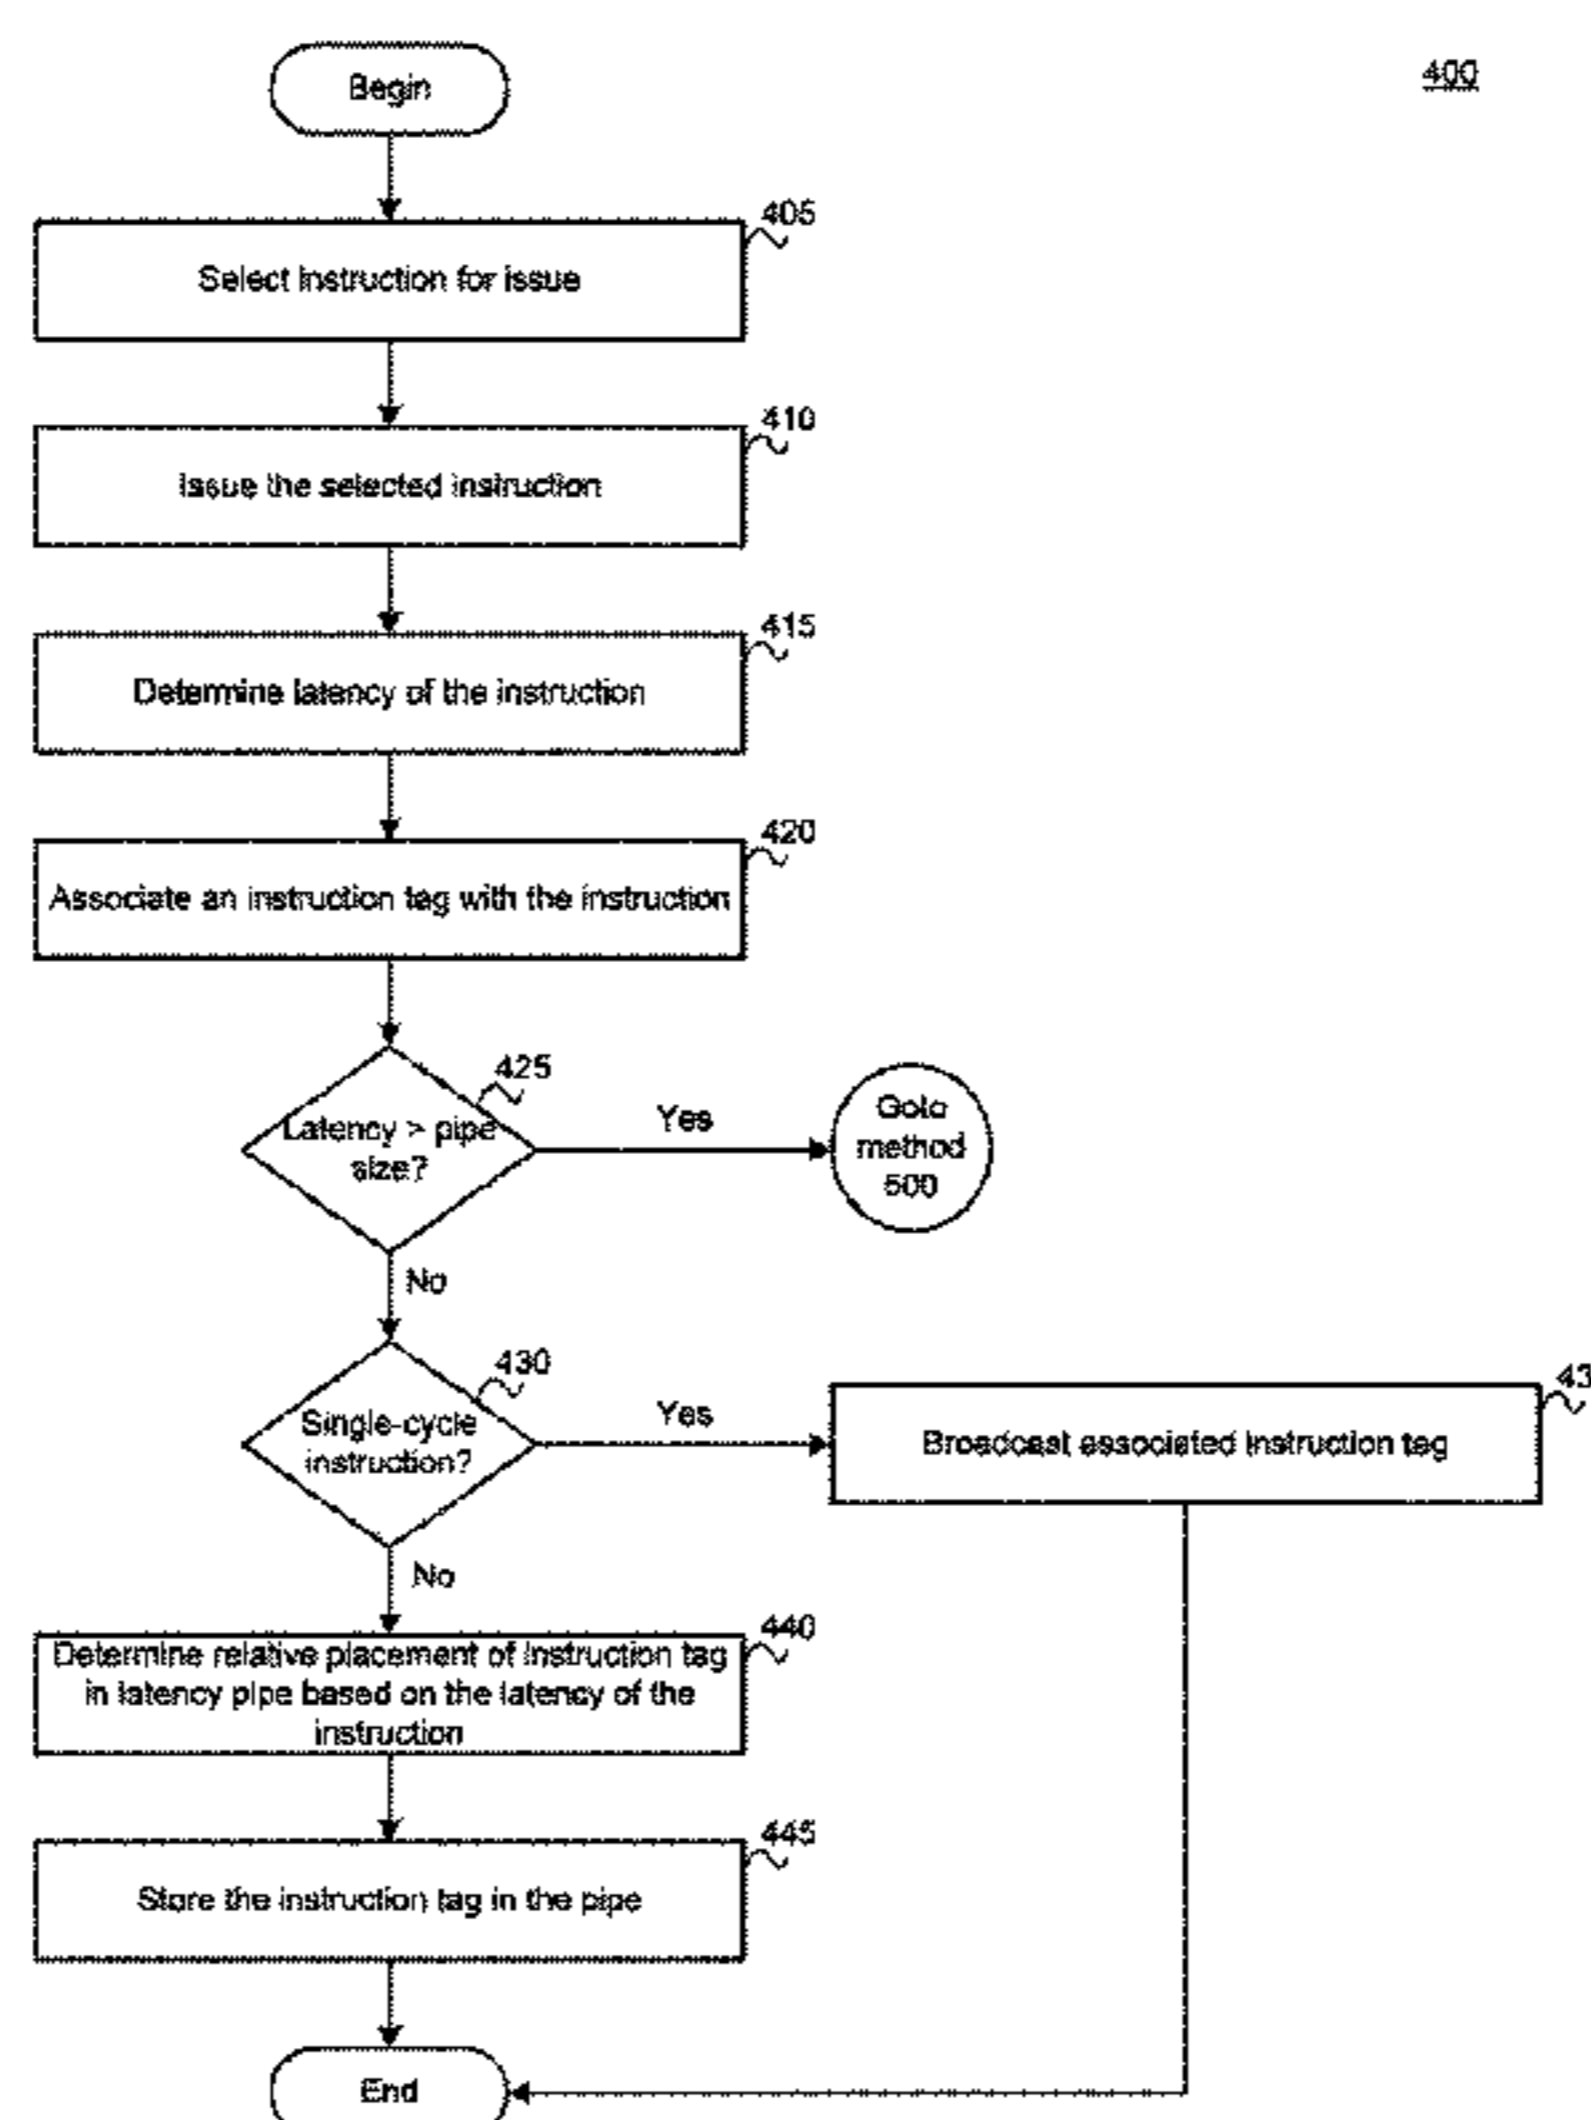 400
Begin
405
Select instruction for issue
410
Issue the selected instruction
415
Determine latency of the instruction
420
Associate an instruction tag with the instruction
425
Latency > pipe
size?
Yes
Goto
method
500
No
430
Single-cycle
instruction?
Yes
43
Broadcast associated instruction tag
No
440
Determine relative placement of instruction tag
in latency pipe based on the latency of the
instruction
445
Store the instruction tag in the pipe
End